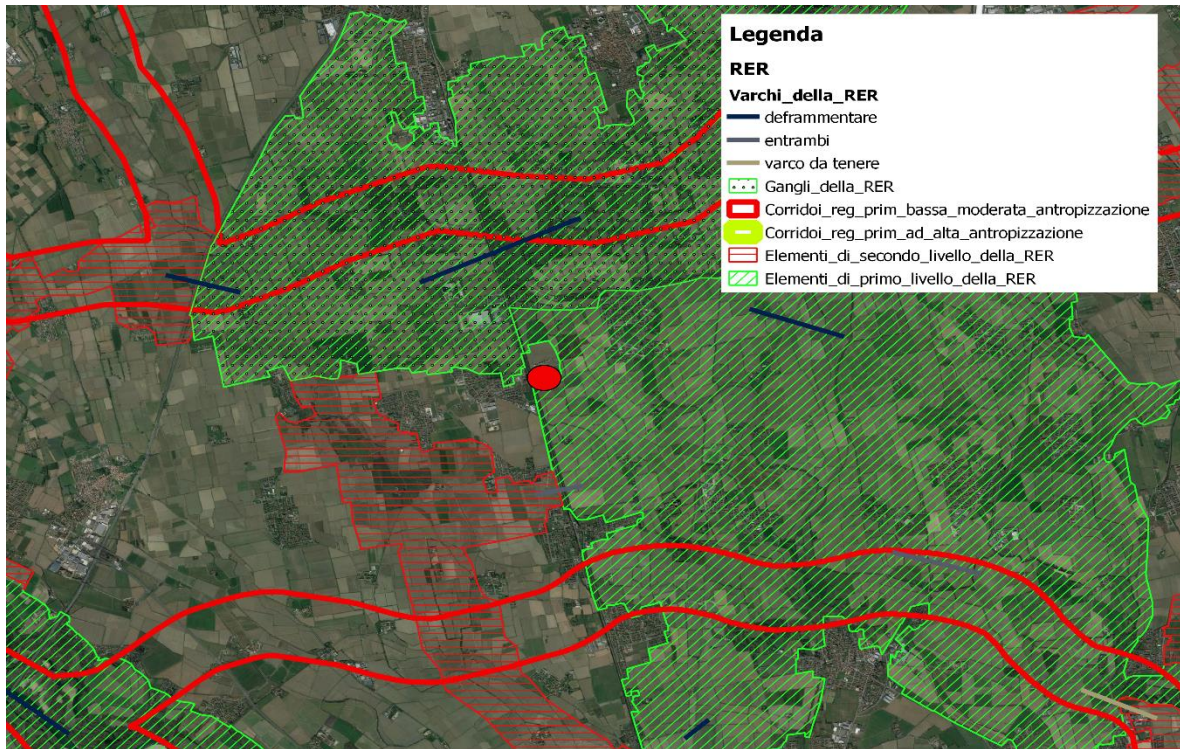 Legenda
RER
Varchi_della_RER
deframmentare
entrambi
varco da tenere
Gangli_della_RER
Corridoi_reg_prim_bassa_moderata_antropizzazione
Corridoi_reg_prim_ad_alta_antropizzazione
Elementi_di_secondo_livello_della_RER
Elementi_di_primo_livello_della_RER